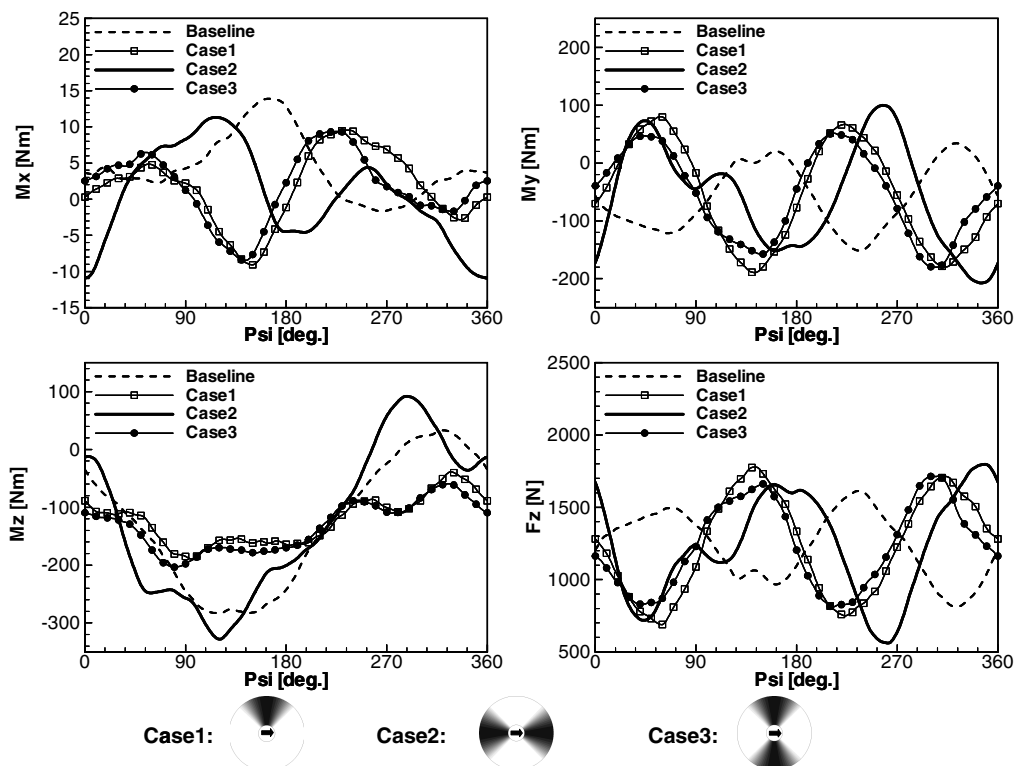 25
20
15
10
5
0
-5
-10
-15
Mx [Nm]
Baseline
Case1
Case2
Case3
0 90 180 270 360
Psi [deg.]
200
100
0
-100
-200
My [Nm]
Baseline
Case1
Case2
Case3
0 90 180 270 360
Psi [deg.]
100
0
-100
-200
-300
Mz [Nm]
Baseline
Case1
Case2
Case3
0 90 180 270 360
Psi [deg.]
2500
2000
1500
1000
500
Fz [N]
Baseline
Case1
Case2
Case3
0 90 180 270 360
Psi [deg.]
Case1: Case2: Case3: